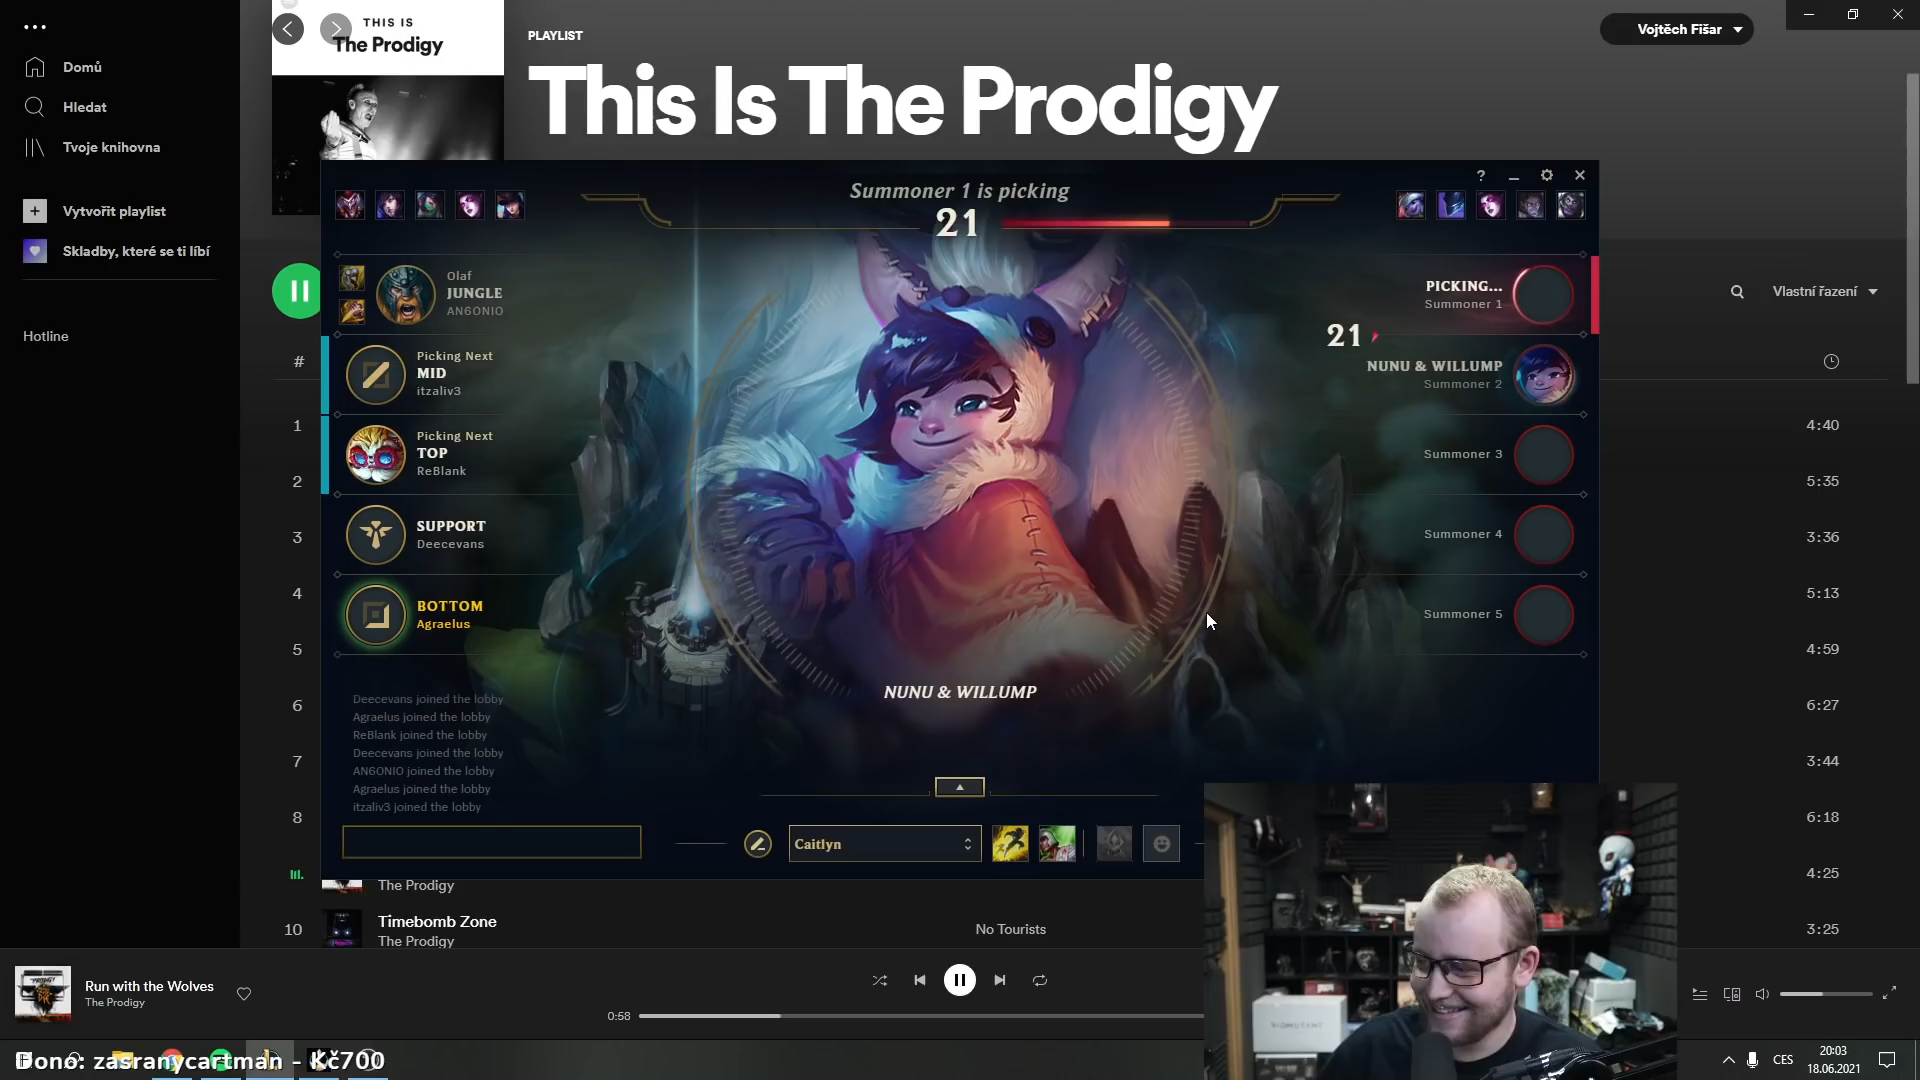 THIS IS
The Prodigy
PLAYLIST
This Is The Prodigy
Vojtěch Fišar
Domů
Hledat
Tvoje knihovna
Vytvořit playlist
Skladby, které se ti líbí
Hotline
Vlastní řazení
#
1
4:40
2
5:35
3
3:36
4
5:13
5
4:59
6
6:27
7
3:44
8
6:18
4:25
Summoner 1 is picking
21
?
Olaf
JUNGLE
AN6ONIO
Picking Next
MID
itzaliv3
Picking Next
TOP
ReBlank
SUPPORT
Deecevans
BOTTOM
Agraelus
PICKING...
Summoner 1
21
NUNU & WILLUMP
Summoner 2
Summoner 3
Summoner 4
Summoner 5
NUNU & WILLUMP
Deecevans joined the lobby
Agraelus joined the lobby
ReBlank joined the lobby
Deecevans joined the lobby
AN6ONIO joined the lobby
Agraelus joined the lobby
itzaliv3 joined the lobby
Caitlyn
The Prodigy
10
Timebomb Zone
The Prodigy
No Tourists
3:25
Run with the Wolves
The Prodigy
0:58
Dono: zasranycartman - Kč700
CES
20:03
18.06.2021